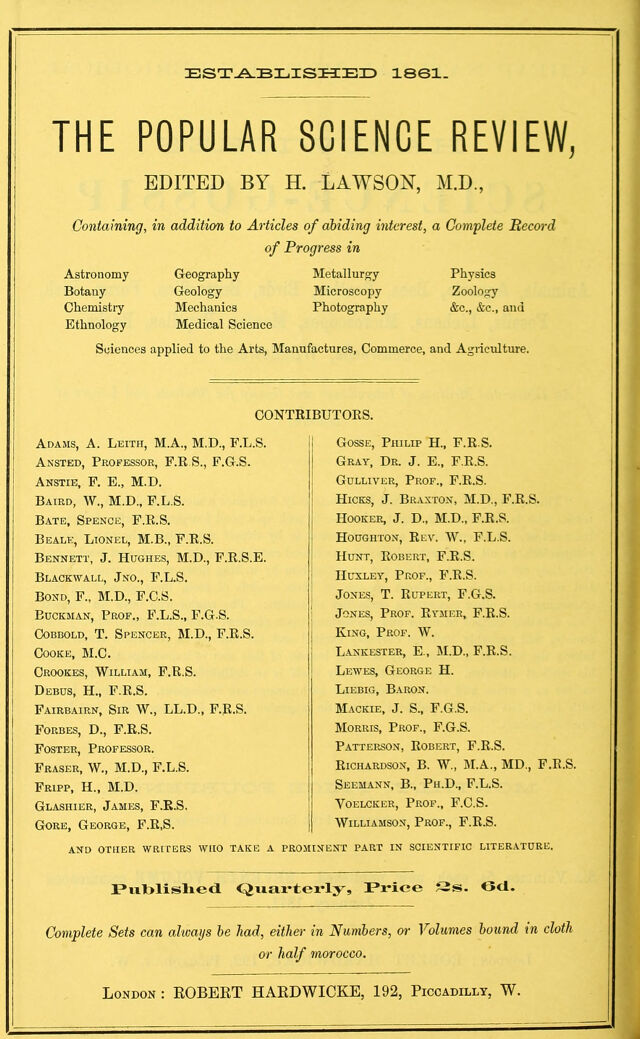 ESTABLISHED 1861.
THE POPULAR SCIENCE REVIEW,
EDITED BY H. LAWSON, M.D.,
Containing, in addition to Articles of abiding interest, a Complete Record
of Progress in
Astronomy Geography Metallurgy Physics
Botany Geology Microscopy Zoology
Chemistry Mechanics Photography &c., &c., and
Ethnology Medical Science
Sciences applied to the Arts, Manufactures, Commerce, and Agriculture.
CONTRIBUTORS.
ADAMS, A. LEITH, M.A., M.D., F.L.S.
ANSTED, PROFESSOR, F.R S., F.G.S.
ANSTIE, F. E., M.D.
BAIRD, W., M.D., F.L.S.
BATE, SPENCE, F.R.S.
BEALE, LIONEL, M.B., F.R.S.
BENNETT, J. HUGHES, M.D., F.R.S.E.
BLACKWALL, JNO., F.L.S.
BOND, F., M.D., F.C.S.
BUCKMAN, PROF., F.L.S., F.G.S.
COBBOLD, T. SPENCER, M.D., F.R.S.
COOKE, M.C.
CROOKES, WILLIAM, F.R.S.
DEBUS, H., F.R.S.
FAIRBAIRN, SIR W., LL.D., F.R.S.
FORBES, D., F.R.S.
FOSTER, PROFESSOR.
FRASER, W., M.D., F.L.S.
FRIPP, H., M.D.
GLASHIER, JAMES, F.R.S.
GORE, GEORGE, F.R,S.
GOSSE, PHILIP H., F.R.S.
GRAY, DR. J. E., F.R.S.
GULLIVER, PROF., F.R.S.
HICKS, J. BRAXTON, M.D., F.R.S.
HOOKER, J. D., M.D., F.R.S.
HOUGHTON, REV. W., F.L.S.
HUNT, ROBERT, F.R.S.
HUXLEY, PROF., F.R.S.
JONES, T. RUPERT, F.G.S.
JONES, PROF. RYMER, F.R.S.
KING, PROF. W.
LANKESTER, E., M.D., F.R.S.
LEWES, GEORGE H.
LIEBIG, BARON.
MACKIE, J. S., F.G.S.
MORRIS, PROF., F.G.S.
PATTERSON, ROBERT, F.R.S.
RICHARDSON, B. W., M.A., MD., F.R.S.
SEEMANN, B., PH.D., F.L.S.
VOELCKER, PROF., F.C.S.
WILLIAMSON, PROF., F.R.S.
AND OTHER WRITERS WHO TAKE A PROMINENT PART IN SCIENTIFIC LITERATURE.
Published Quarterly, Price 2s. 6d.
Complete Sets can always be had, either in Numbers, or Volumes bound in cloth
or half morocco.
LONDON : ROBERT HARDWICKE, 192, PICCADILLY, W.